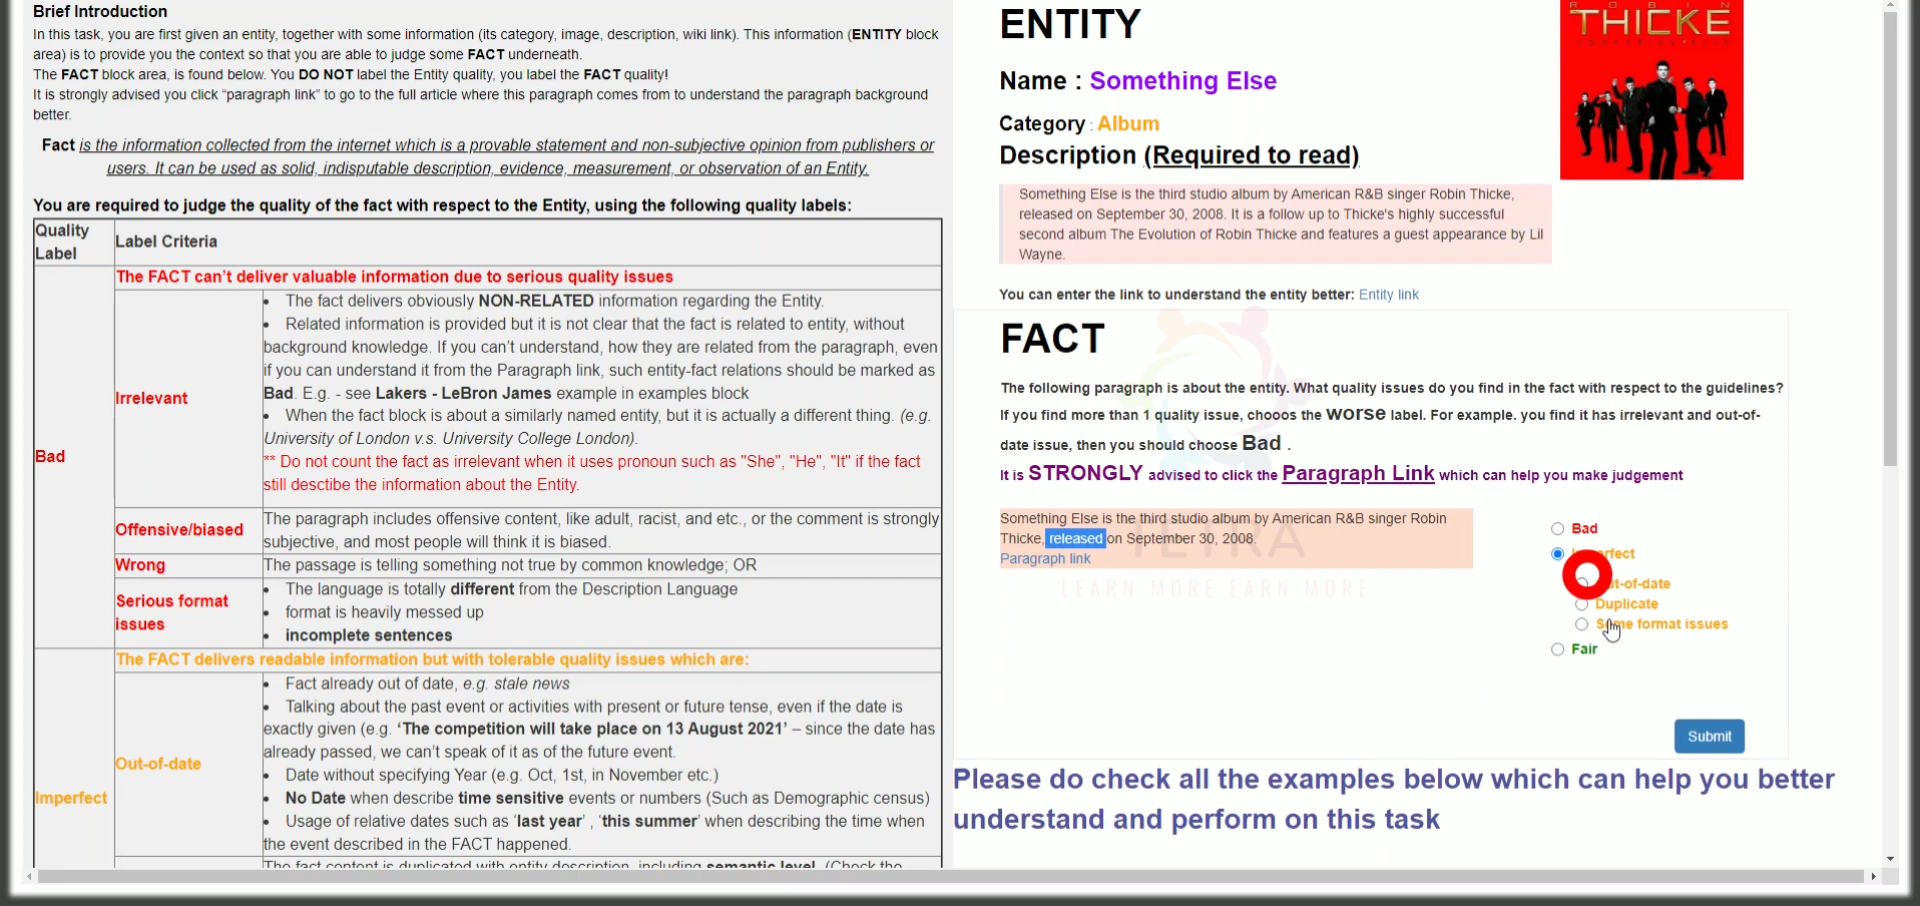 Brief Introduction
In this task, you are first given an entity, together with some information (its category, image, description, wiki link). This information (ENTITY block
area) is to provide you the context so that you are able to judge some FACT underneath.
The FACT block area, is found below. You DO NOT label the Entity quality, you label the FACT quality!
It is strongly advised you click "paragraph link" to go to the full article where this paragraph comes from to understand the paragraph background
better.
Fact is the information collected from the internet which is a provable statement and non-subjective opinion from publishers or
users. It can be used as solid, indisputable description, evidence, measurement, or observation of an Entity.
You are required to judge the quality of the fact with respect to the Entity, using the following quality labels:
Quality
Label
Label Criteria
Bad
The FACT can't deliver valuable information due to serious quality issues
Irrelevant
The fact delivers obviously NON-RELATED information regarding the Entity.
Related information is provided but it is not clear that the fact is related to entity, without
background knowledge. If you can't understand, how they are related from the paragraph, even
if you can understand it from the Paragraph link, such entity-fact relations should be marked as
Bad. E.g. - see Lakers - LeBron James example in examples block
When the fact block is about a similarly named entity, but it is actually a different thing. (e.g.
University of London v.s. University College London).
** Do not count the fact as irrelevant when it uses pronoun such as "She", "He", "It" if the fact
still desctibe the information about the Entity.
Offensive/biased
The paragraph includes offensive content, like adult, racist, and etc., or the comment is strongly
subjective, and most people will think it is biased.
Wrong
The passage is telling something not true by common knowledge; OR
Serious format
issues
The language is totally different from the Description Language
format is heavily messed up
incomplete sentences
Imperfect
The FACT delivers readable information but with tolerable quality issues which are:
Out-of-date
Fact already out of date, e.g. stale news
Talking about the past event or activities with present or future tense, even if the date is
exactly given (e.g. 'The competition will take place on 13 August 2021' – since the date has
already passed, we can't speak of it as of the future event.
Date without specifying Year (e.g. Oct, 1st, in November etc.)
No Date when describe time sensitive events or numbers (Such as Demographic census)
Usage of relative dates such as 'last year' , 'this summer' when describing the time when
the event described in the FACT happened.
The fact content is duplicated with entity description, including semantic level. (Check the
ENTITY
Name : Something Else
Category : Album
Description (Required to read)
Something Else is the third studio album by American R&B singer Robin Thicke,
released on September 30, 2008. It is a follow up to Thicke's highly successful
second album The Evolution of Robin Thicke and features a guest appearance by Lil
Wayne.
You can enter the link to understand the entity better: Entity link
ROBIN
THICKE
FACT
The following paragraph is about the entity. What quality issues do you find in the fact with respect to the guidelines?
If you find more than 1 quality issue, chooos the worse label. For example. you find it has irrelevant and out-of-
date issue, then you should choose Bad .
It is STRONGLY advised to click the Paragraph Link which can help you make judgement
Something Else is the third studio album by American R&B singer Robin
Thicke, released on September 30, 2008.
Paragraph link
TETRA
LEARN MORE EARN MORE
Bad
rfect
t-of-date
Duplicate
Some format issues
Fair
Submit
Please do check all the examples below which can help you better
understand and perform on this task